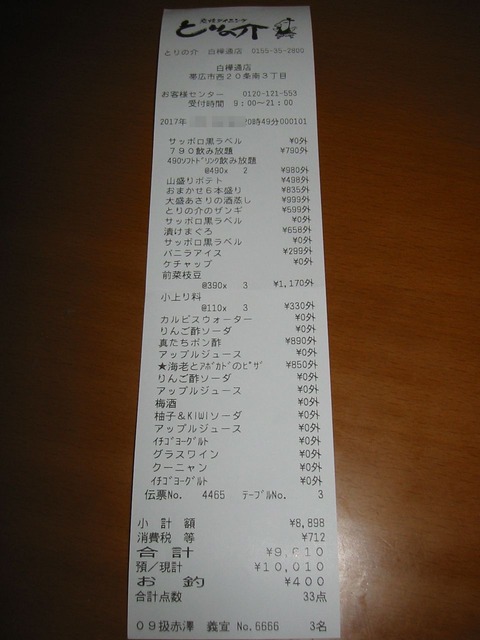 とりの介
とりの介 白樺通店 0155-35-2800
白樺通店
帯広市西20条南3丁目
お客様センター 0120-121-553
受付時間 9:00~21:00
2017年 0時49分000101
サッポロ黒ラベル ¥0外
790飲み放題 ¥790外
490ｿﾌﾄﾄﾞﾘﾝｸ飲み放題
@490x 2 ¥980外
山盛りポテト ¥498外
おまかせ6本盛り ¥835外
大盛あさりの酒蒸し ¥999外
とりの介のザンギ ¥599外
サッポロ黒ラベル ¥0外
漬けまぐろ ¥658外
サッポロ黒ラベル ¥0外
バニラアイス ¥299外
ケチャップ ¥0外
前菜枝豆
@390x 3 ¥1,170外
小上り料
@110x 3 ¥330外
カルピスウォーター ¥0外
りんご酢ソーダ ¥0外
真たちポン酢 ¥890外
アップルジュース ¥0外
★海老とｱﾎﾞｶﾄﾞのﾋﾟｻﾞ ¥850外
りんご酢ソーダ ¥0外
アップルジュース ¥0外
梅酒 ¥0外
柚子&KIWIソーダ ¥0外
アップルジュース ¥0外
ｲﾁｺﾞﾖｰｸﾞﾙﾄ ¥0外
グラスワイン ¥0外
クーニャン ¥0外
ｲﾁｺﾞﾖｰｸﾞﾙﾄ ¥0外
伝票No. 4465 ﾃｰﾌﾞﾙNo. 3
小計額 ¥8,898
消費税等 ¥712
合計 ¥9,610
預/現計 ¥10,010
お釣 ¥400
合計点数 33点
09扱赤澤 義宜 No.6666 3名